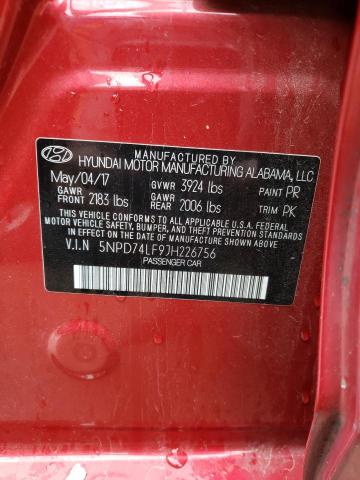 MANUFACTURED BY
HYUNDAI MOTOR MANUFACTURING ALABAMA, LLC
May/04/17 GVWR 3924 lbs PAINT PR
GAWR FRONT 2183 lbs GAWR REAR 2006 lbs TRIM PK
THIS VEHICLE CONFORMS TO ALL APPLICABLE U.S.A. FEDERAL
MOTOR VEHICLE SAFETY, BUMPER, AND THEFT PREVENTION STANDARDS
IN EFFECT ON THE DATE OF MANUFACTURE SHOWN ABOVE.
V.I.N 5NPD74LF9JH226756
PASSENGER CAR